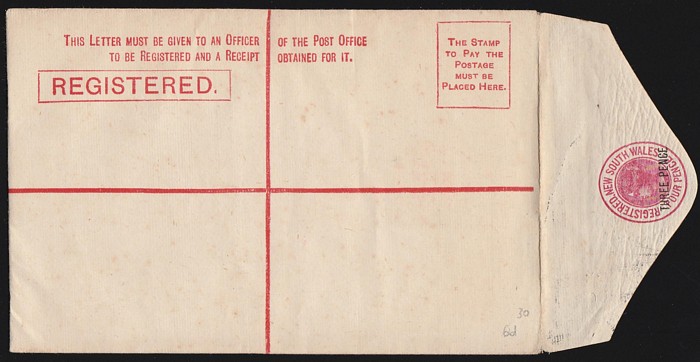 THIS LETTER MUST BE GIVEN TO AN OFFICER OF THE POST OFFICE
TO BE REGISTERED AND A RECEIPT OBTAINED FOR IT.
REGISTERED.
THE STAMP
TO PAY THE
POSTAGE
MUST BE
PLACED HERE.
REGISTERED, NEW SOUTH WALES
FOUR PENCE
THREE PENCE
30
6d